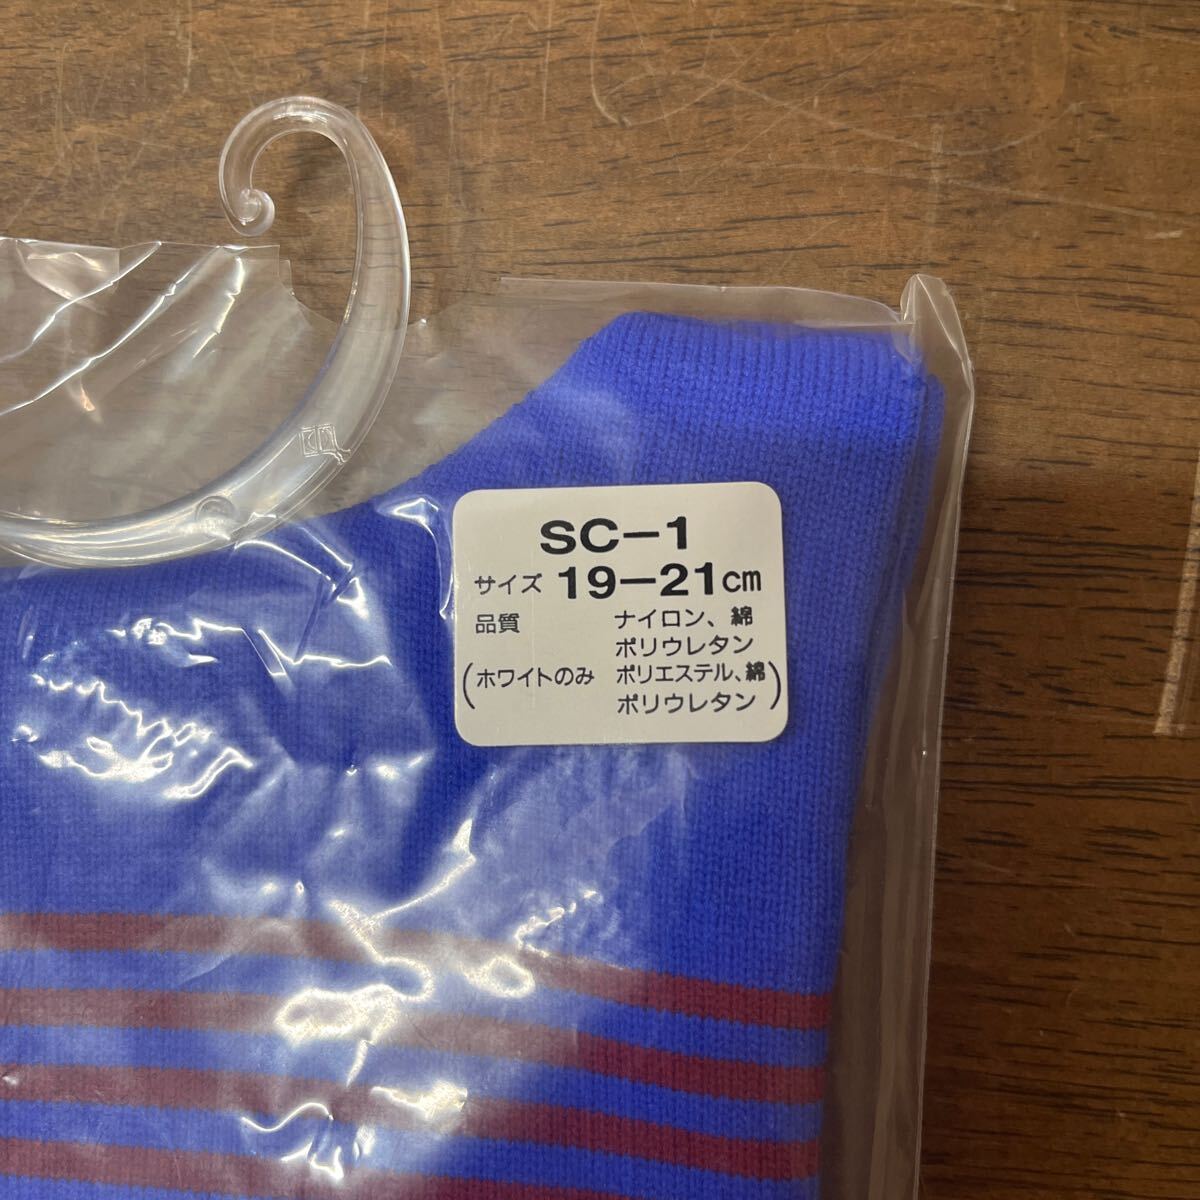 SC−1
サイズ 19−21cm
品質 ナイロン、綿
ポリウレタン
(ホワイトのみ ポリエステル、綿
ポリウレタン)